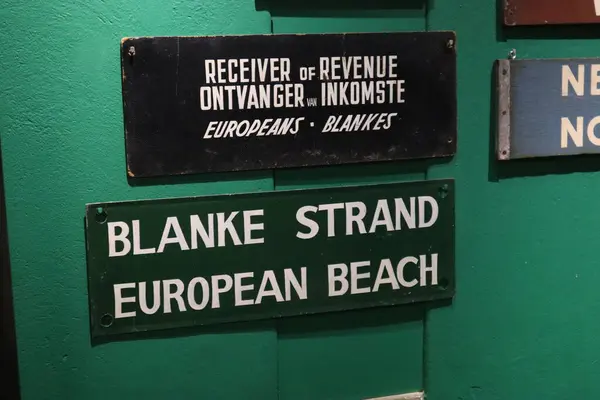 RECEIVER OF REVENUE
ONTVANGER VAN INKOMSTE
EUROPEANS · BLANKES
BLANKE STRAND
EUROPEAN BEACH